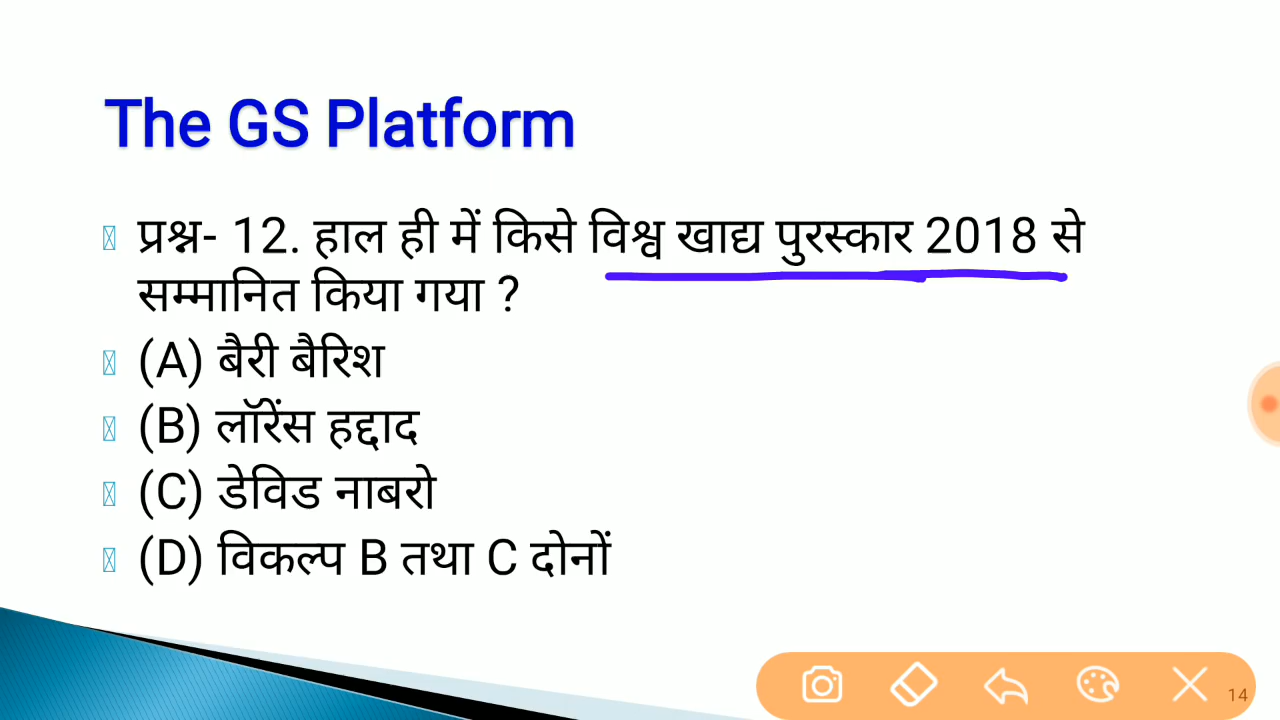 The GS Platform
प्रश्न- 12. हाल ही में किसे विश्व खाद्य पुरस्कार 2018 से
सम्मानित किया गया ?
(A) बैरी बैरिश
(B) लॉरेंस हद्दाद
(C) डेविड नाबरो
(D) विकल्प B तथा C दोनों
14